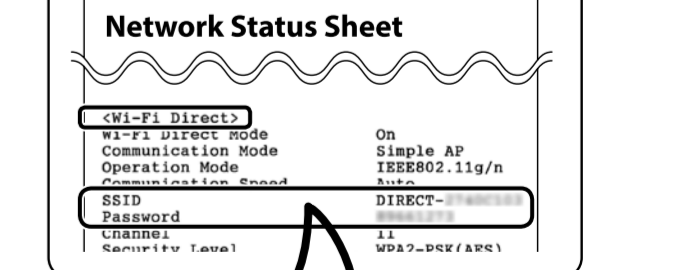 Network Status Sheet
<Wi-Fi Direct>
Wi-Fi Direct Mode On
Communication Mode Simple AP
Operation Mode IEEE802.11g/n
Communication Speed Auto
SSID DIRECT-
Password
Channel 11
Security Level WPA2-PSK(AES)